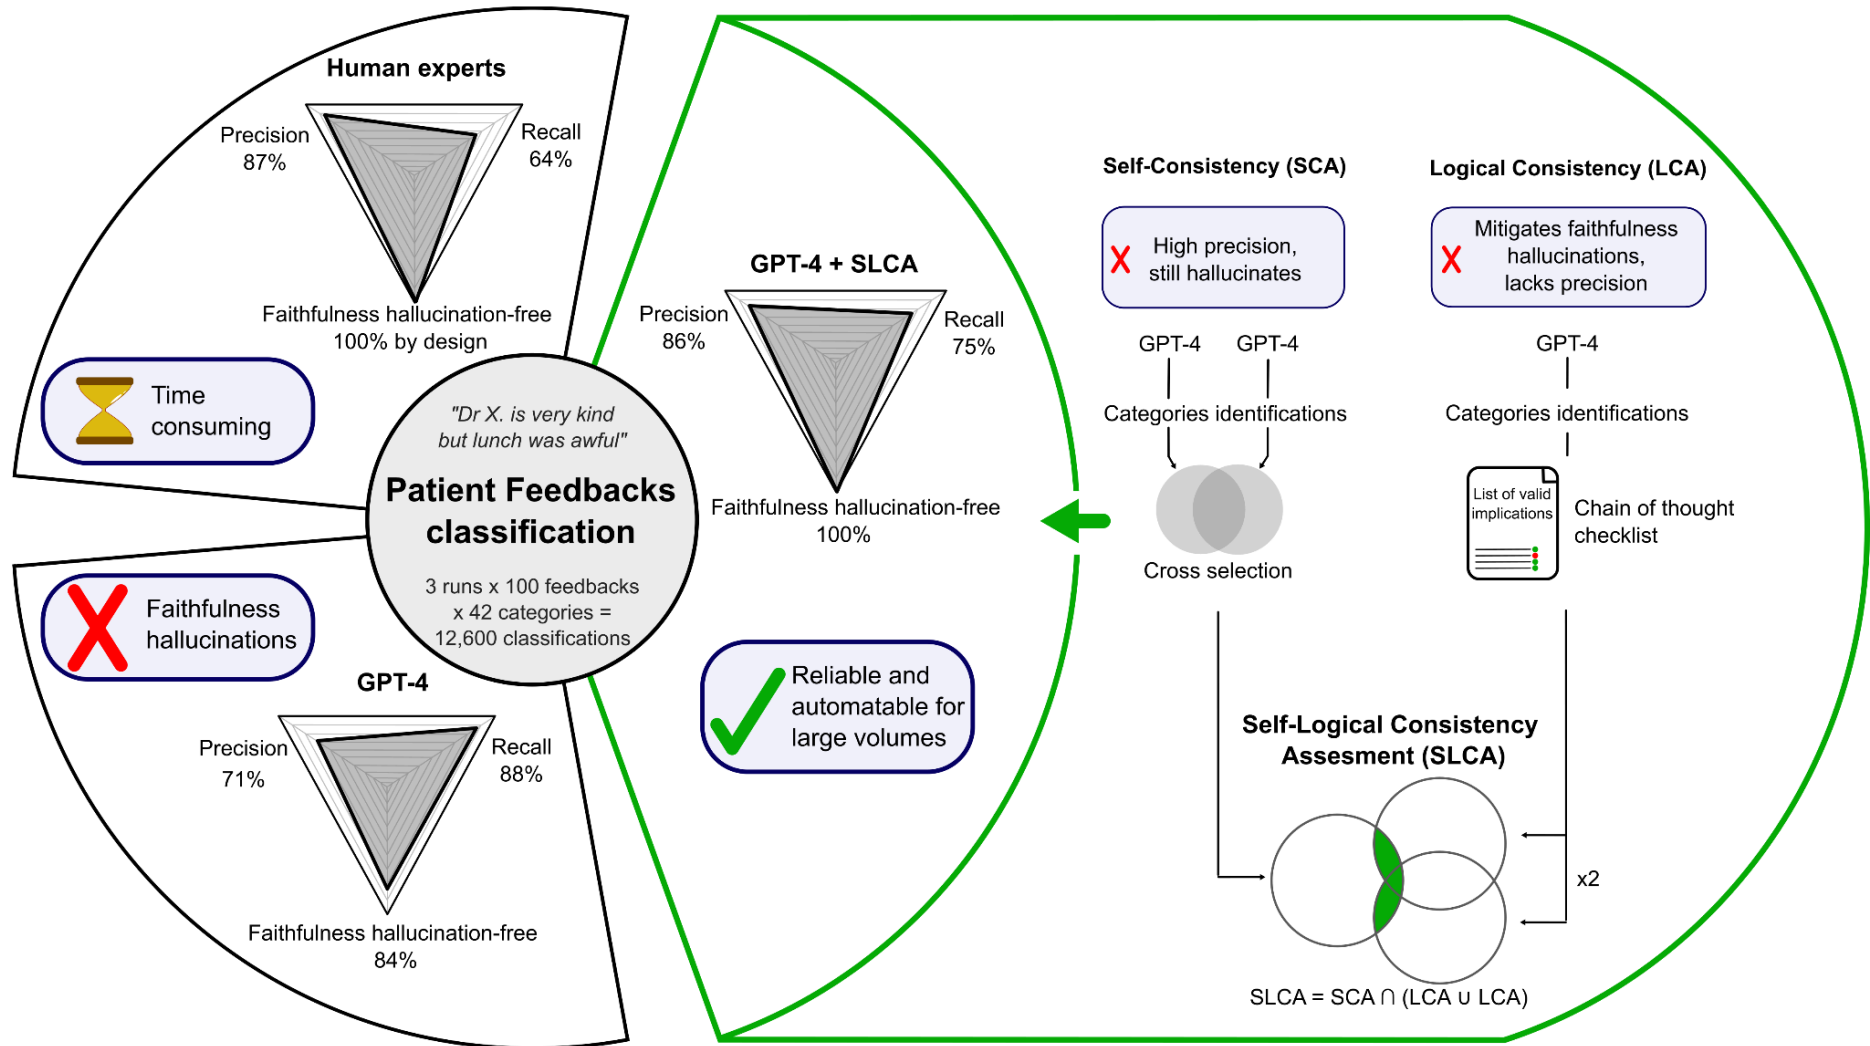 Human experts
Precision
87%
Recall
64%
Faithfulness hallucination-free
100% by design
Time
consuming
"Dr X. is very kind
but lunch was awful"
Patient Feedbacks
classification
3 runs x 100 feedbacks
x 42 categories =
12,600 classifications
Faithfulness
hallucinations
GPT-4
Precision
71%
Recall
88%
Faithfulness hallucination-free
84%
GPT-4 + SLCA
Precision
86%
Recall
75%
Faithfulness hallucination-free
100%
Reliable and
automatable for
large volumes
Self-Consistency (SCA)
High precision,
still hallucinates
GPT-4
GPT-4
Categories identifications
Cross selection
Logical Consistency (LCA)
Mitigates faithfulness
hallucinations,
lacks precision
GPT-4
Categories identifications
List of valid
implications
Chain of thought
checklist
Self-Logical Consistency
Assesment (SLCA)
x2
SLCA = SCA ∩ (LCA ∪ LCA)